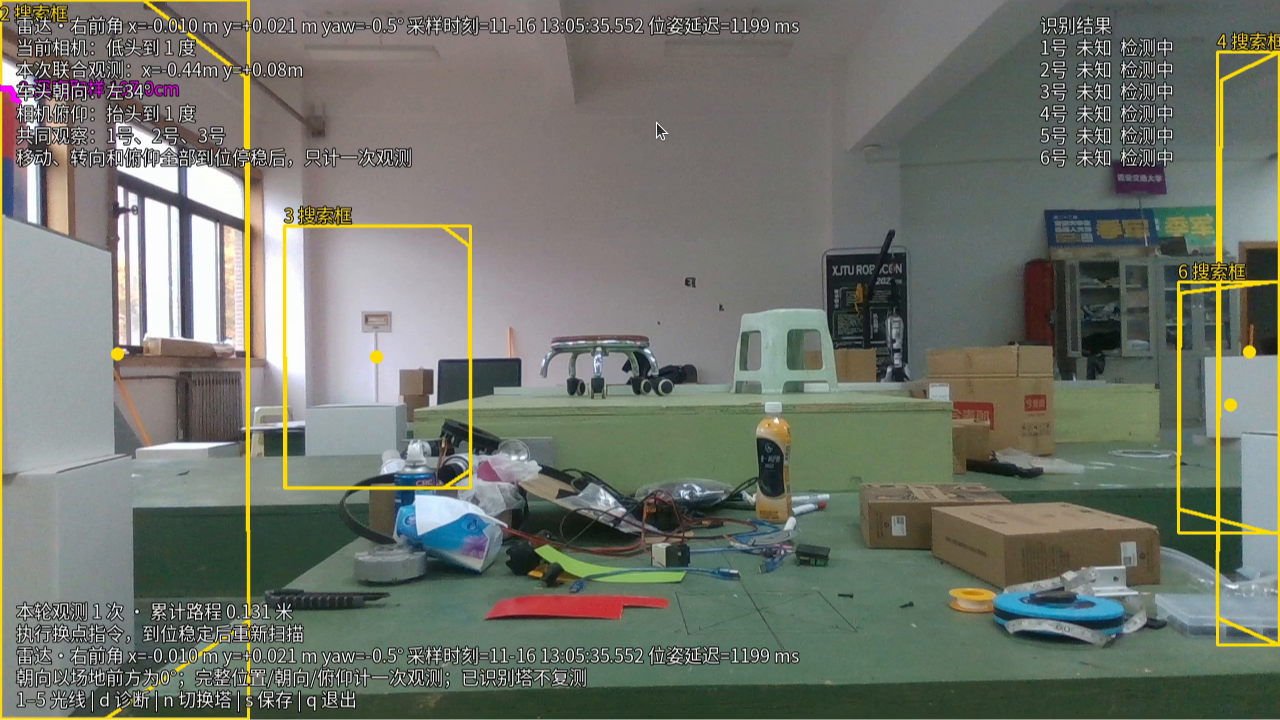 2 搜索框
雷达·右前角 x=-0.010 m y=+0.021 m yaw=-0.5° 采样时刻=11-16 13:05:35.552 位姿延迟=1199 ms
当前相机：低头到 1 度
本次联合观测：x=-0.44m y=+0.08m
车头朝向：左34°
相机俯仰：抬头到 1 度
共同观察：1号、2号、3号
移动、转向和俯仰全部到位停稳后，只计一次观测
识别结果
1号 未知 检测中
2号 未知 检测中
3号 未知 检测中
4号 未知 检测中
5号 未知 检测中
6号 未知 检测中
4 搜索框
3 搜索框
6 搜索框
XJTU ROBOCON
202
本轮观测 1 次 · 累计路程 0.131 米
执行换点指令，到位稳定后重新扫描
雷达·右前角 x=-0.010 m y=+0.021 m yaw=-0.5° 采样时刻=11-16 13:05:35.552 位姿延迟=1199 ms
朝向以场地前方为0°；完整位置/朝向/俯仰计一次观测；已识别塔不复测
1-5 光线 | d 诊断 | n 切换塔 | s 保存 | q 退出